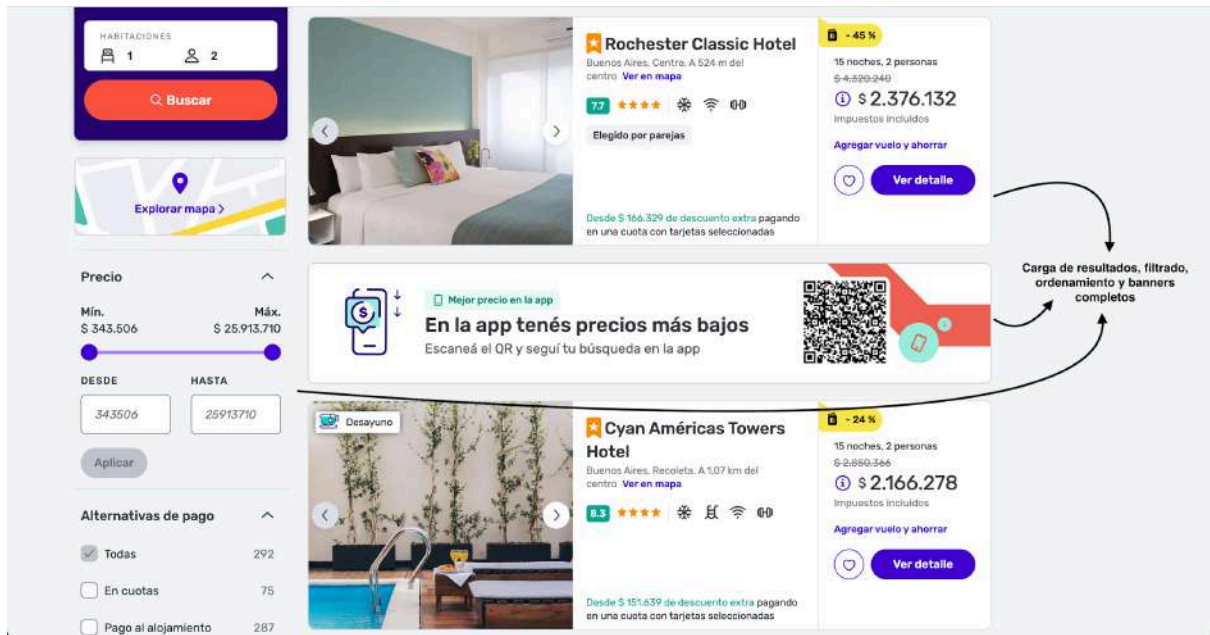 HABITACIONES
1 2
Buscar
Explorar mapa >
Precio
Mín. Máx.
$ 343.506 $ 25.913.710
DESDE HASTA
343506 25913710
Aplicar
Alternativas de pago
Todas 292
En cuotas 75
Pago al alojamiento 287
Rochester Classic Hotel
Buenos Aires, Centro. A 524 m del
centro Ver en mapa
7.7
Elegido por parejas
Desde $ 166.329 de descuento extra pagando
en una cuota con tarjetas seleccionadas
- 45 %
15 noches, 2 personas
$ 4.320.240
$ 2.376.132
Impuestos incluidos
Agregar vuelo y ahorrar
Ver detalle
Mejor precio en la app
En la app tenés precios más bajos
Escaneá el QR y seguí tu búsqueda en la app
Desayuno
Cyan Américas Towers
Hotel
Buenos Aires, Recoleta. A 1,07 km del
centro Ver en mapa
8.3
Desde $ 151.639 de descuento extra pagando
en una cuota con tarjetas seleccionadas
- 24 %
15 noches, 2 personas
$ 2.850.366
$ 2.166.278
Impuestos incluidos
Agregar vuelo y ahorrar
Ver detalle
Carga de resultados, filtrado,
ordenamiento y banners
completos